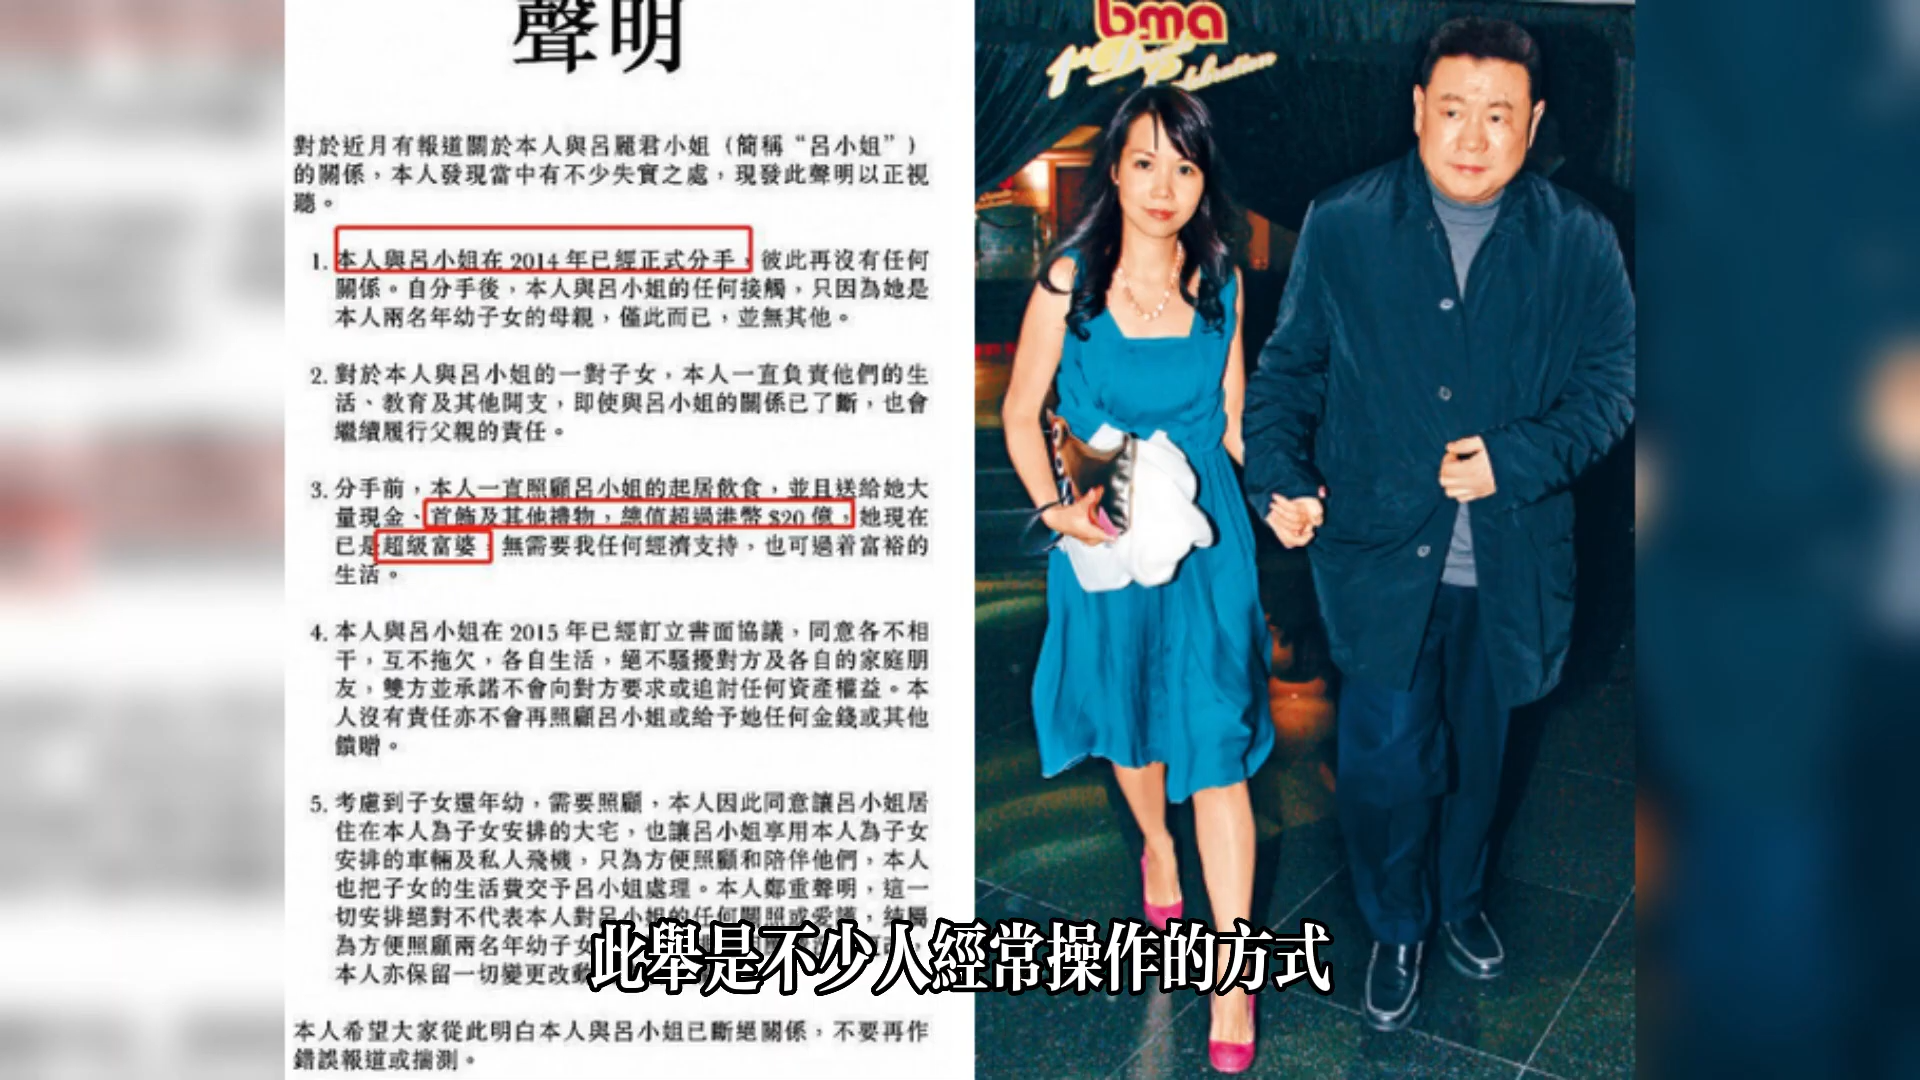 聲明
對於近月有報道關於本人與呂麗君小姐（簡稱“呂小姐”）
的關係，本人發現當中有不少失實之處，現發此聲明以正視
聽。
1. 本人與呂小姐在 2014 年已經正式分手，彼此再沒有任何
關係。自分手後，本人與呂小姐的任何接觸，只因為她是
本人兩名年幼子女的母親，僅此而已，並無其他。
2. 對於本人與呂小姐的一對子女，本人一直負責他們的生
活、教育及其他開支，即使與呂小姐的關係已了斷，也會
繼續履行父親的責任。
3. 分手前，本人一直照顧呂小姐的起居飲食，並且送給她大
量現金、首飾及其他禮物，總值超過港幣 $20 億，她現在
已是超級富婆，無需要我任何經濟支持，也可過着富裕的
生活。
4. 本人與呂小姐在 2015 年已經訂立書面協議，同意各不相
干，互不拖欠，各自生活，絕不騷擾對方及各自的家庭朋
友，雙方並承諾不會向對方要求或追討任何資產權益。本
人沒有責任亦不會再照顧呂小姐或給予她任何金錢或其他
饋贈。
5. 考慮到子女還年幼，需要照顧，本人因此同意讓呂小姐居
住在本人為子女安排的大宅，也讓呂小姐享用本人為子女
安排的車輛及私人飛機，只為方便照顧和陪伴他們，本人
也把子女的生活費交予呂小姐處理。本人鄭重聲明，這一
切安排絕對不代表本人對呂小姐的任何關照或愛護，純屬
為方便照顧兩名年幼子女
本人亦保留一切變更改動
本人希望大家從此明白本人與呂小姐已斷絕關係，不要再作
錯誤報道或揣測。
bma
此舉是不少人經常操作的方式